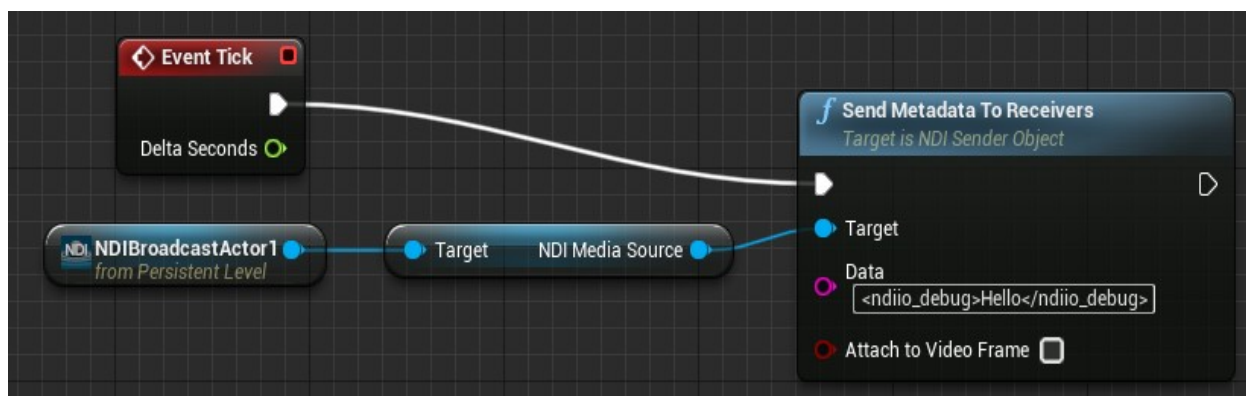 Event Tick
Delta Seconds
NDI NDIBroadcastActor1
from Persistent Level
Target NDI Media Source
f Send Metadata To Receivers
Target is NDI Sender Object
Target
Data
<ndiio_debug>Hello</ndiio_debug>
Attach to Video Frame